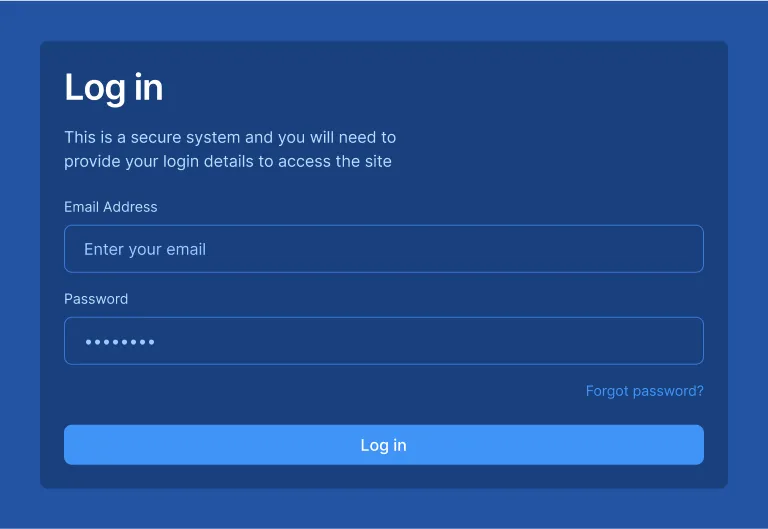 Log in
This is a secure system and you will need to
provide your login details to access the site
Email Address
Enter your email
Password
••••••••
Forgot password?
Log in